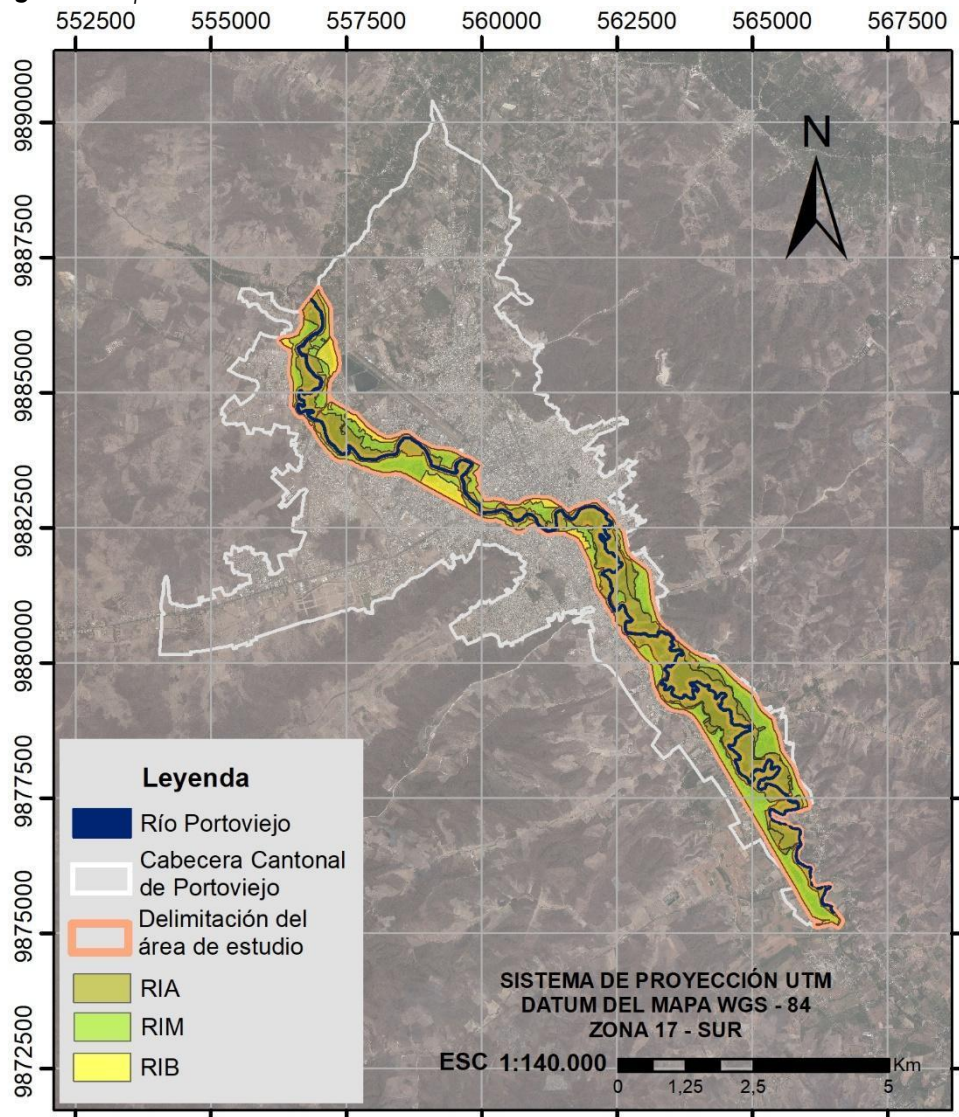 552500 555000 557500 560000 562500 565000 567500
9890000
9887500
9885000
9882500
9880000
9877500
9875000
9872500
N
Leyenda
Río Portoviejo
Cabecera Cantonal
de Portoviejo
Delimitación del
área de estudio
RIA
RIM
RIB
SISTEMA DE PROYECCIÓN UTM
DATUM DEL MAPA WGS - 84
ZONA 17 - SUR
ESC 1:140.000
Km
0 1,25 2,5 5